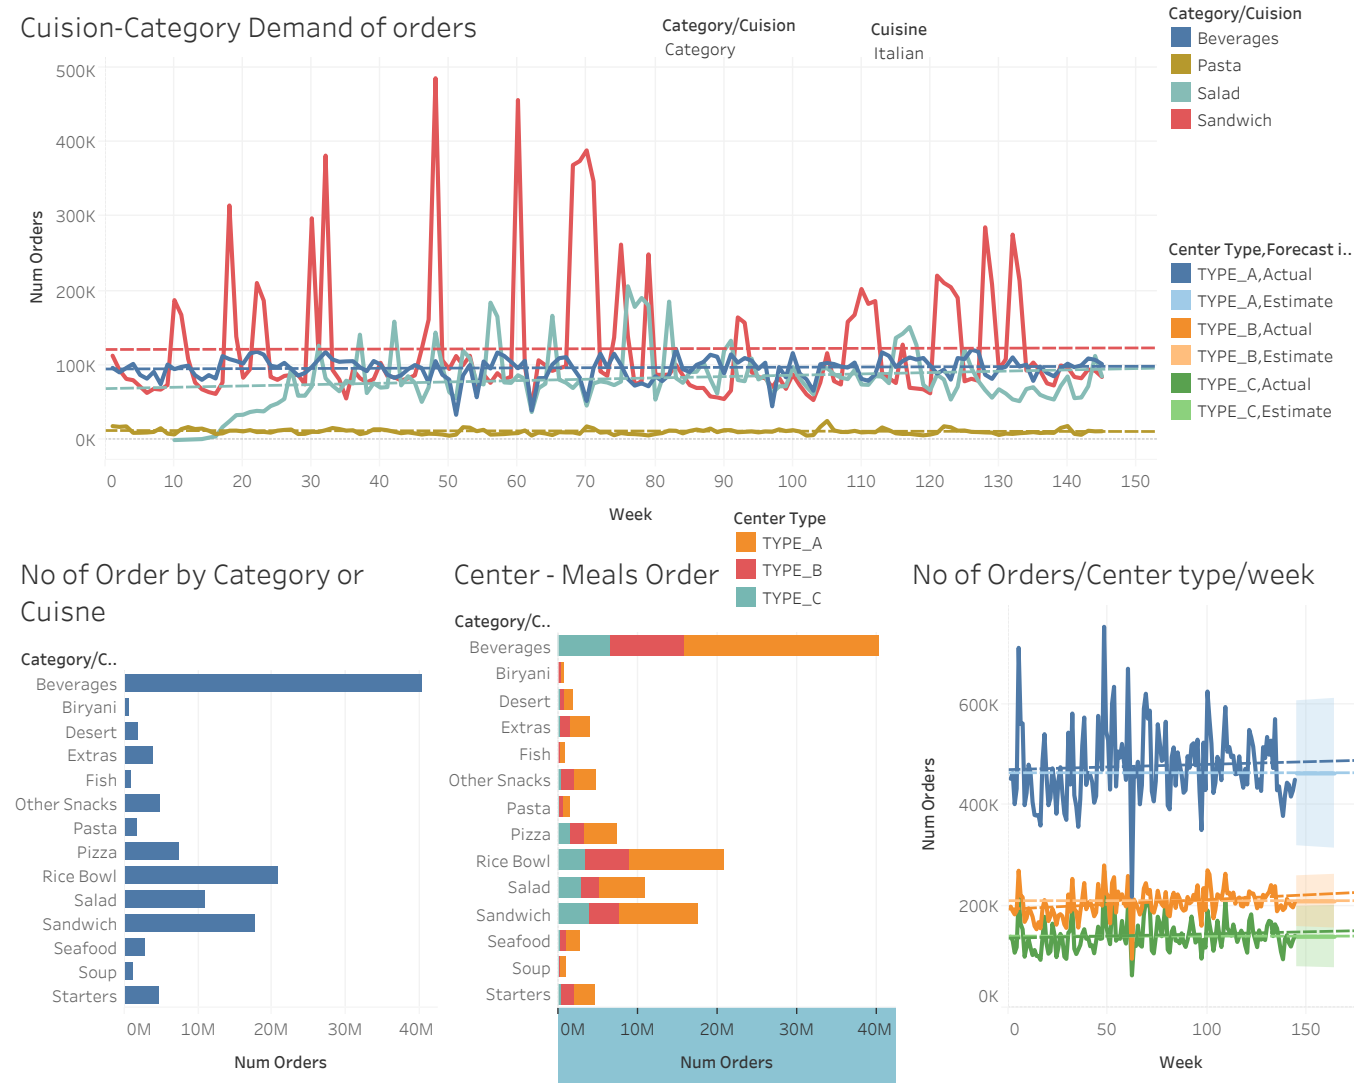 Cuision-Category Demand of orders
Category/Cuision
Category
Cuisine
Italian
Category/Cuision
Beverages
Pasta
Salad
Sandwich
500K
400K
300K
200K
100K
0K
Num Orders
0 10 20 30 40 50 60 70 80 90 100 110 120 130 140 150
Week
Center Type,Forecast i..
TYPE_A,Actual
TYPE_A,Estimate
TYPE_B,Actual
TYPE_B,Estimate
TYPE_C,Actual
TYPE_C,Estimate
No of Order by Category or
Cuisne
Category/C..
Beverages
Biryani
Desert
Extras
Fish
Other Snacks
Pasta
Pizza
Rice Bowl
Salad
Sandwich
Seafood
Soup
Starters
0M 10M 20M 30M 40M
Num Orders
Center - Meals Order
Center Type
TYPE_A
TYPE_B
TYPE_C
Category/C..
Beverages
Biryani
Desert
Extras
Fish
Other Snacks
Pasta
Pizza
Rice Bowl
Salad
Sandwich
Seafood
Soup
Starters
0M 10M 20M 30M 40M
Num Orders
No of Orders/Center type/week
600K
400K
200K
0K
Num Orders
0 50 100 150
Week